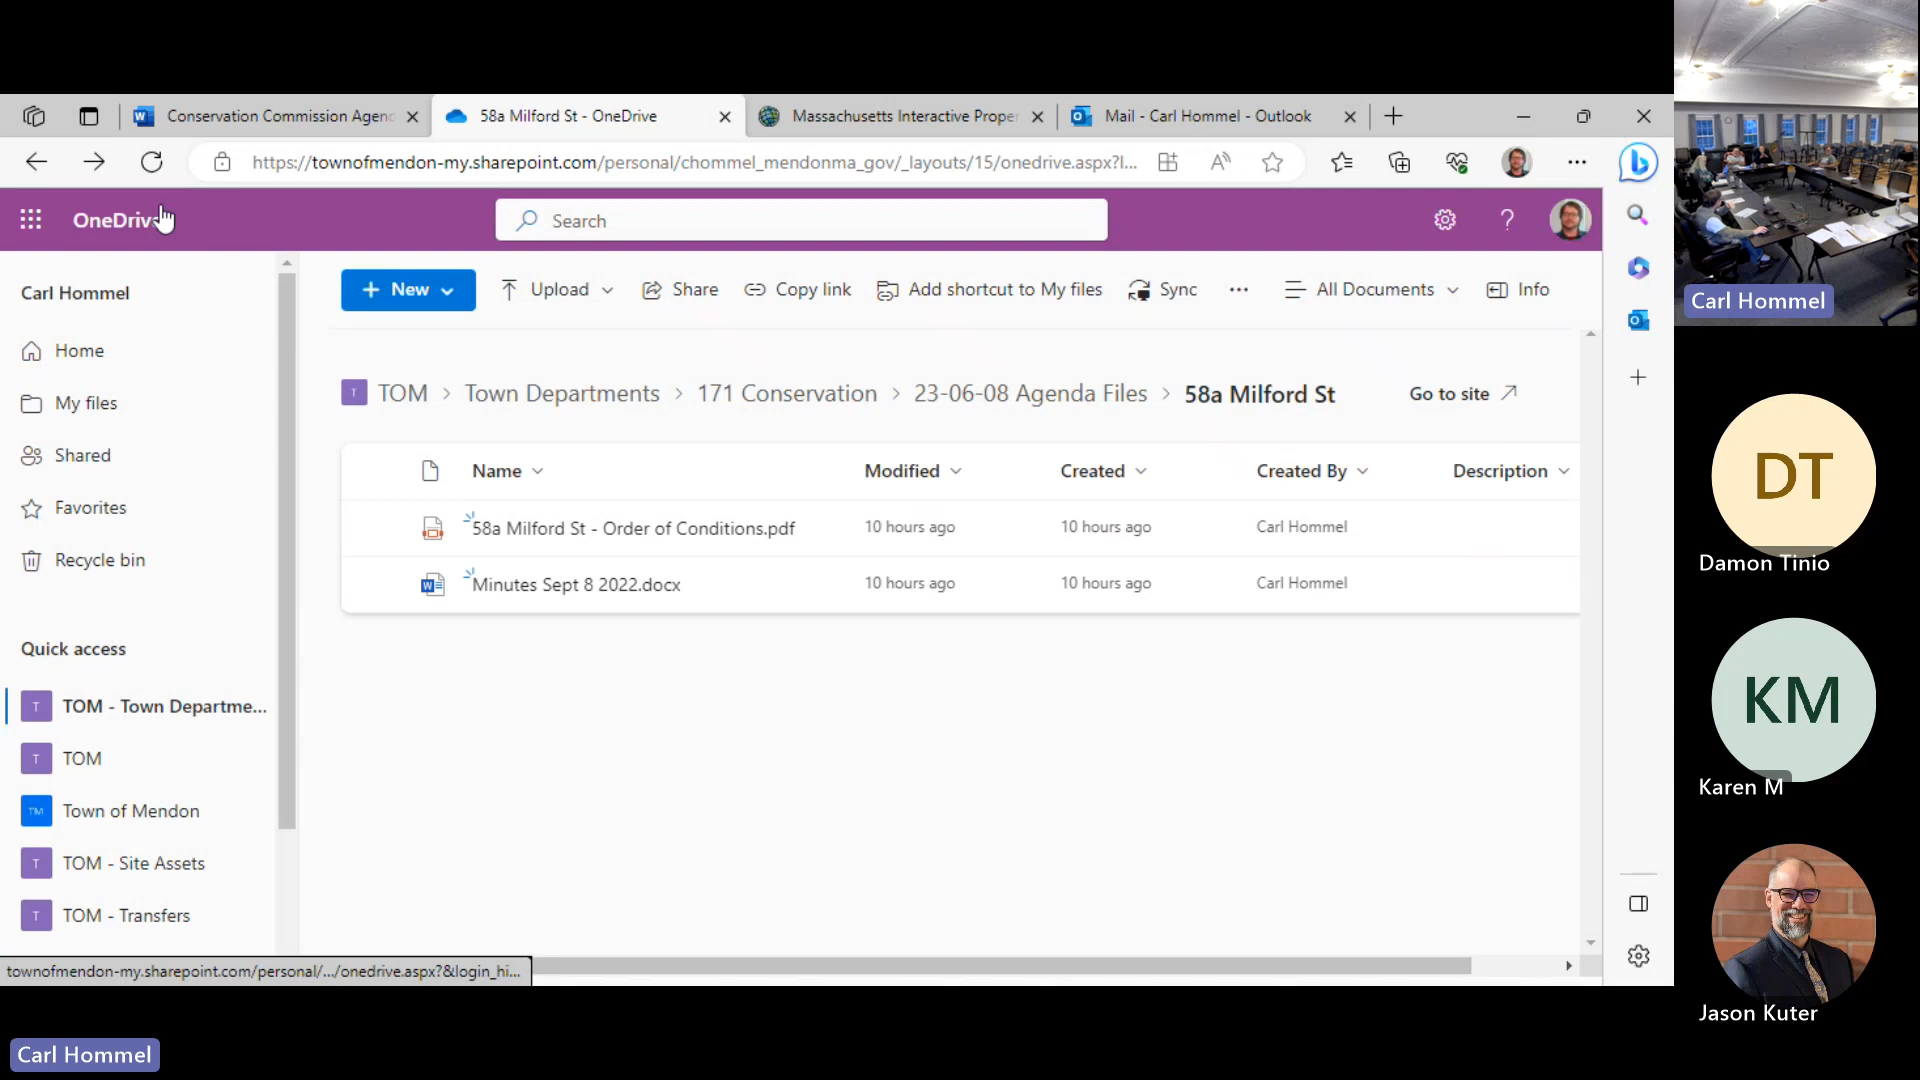 Conservation Commission Agen
58a Milford St - OneDrive
Massachusetts Interactive Proper
Mail - Carl Hommel - Outlook
https://townofmendon-my.sharepoint.com/personal/chommel_mendonma_gov/_layouts/15/onedrive.aspx?l...
OneDrive
Search
Carl Hommel
Home
My files
Shared
Favorites
Recycle bin
Quick access
TOM - Town Departme...
TOM
Town of Mendon
TOM - Site Assets
TOM - Transfers
+ New
Upload
Share
Copy link
Add shortcut to My files
Sync
...
All Documents
Info
TOM > Town Departments > 171 Conservation > 23-06-08 Agenda Files > 58a Milford St
Go to site
Name
Modified
Created
Created By
Description
58a Milford St - Order of Conditions.pdf
10 hours ago
10 hours ago
Carl Hommel
Minutes Sept 8 2022.docx
10 hours ago
10 hours ago
Carl Hommel
townofmendon-my.sharepoint.com/personal/.../onedrive.aspx?&login_hi...
Carl Hommel
Carl Hommel
DT
Damon Tinio
KM
Karen M
Jason Kuter